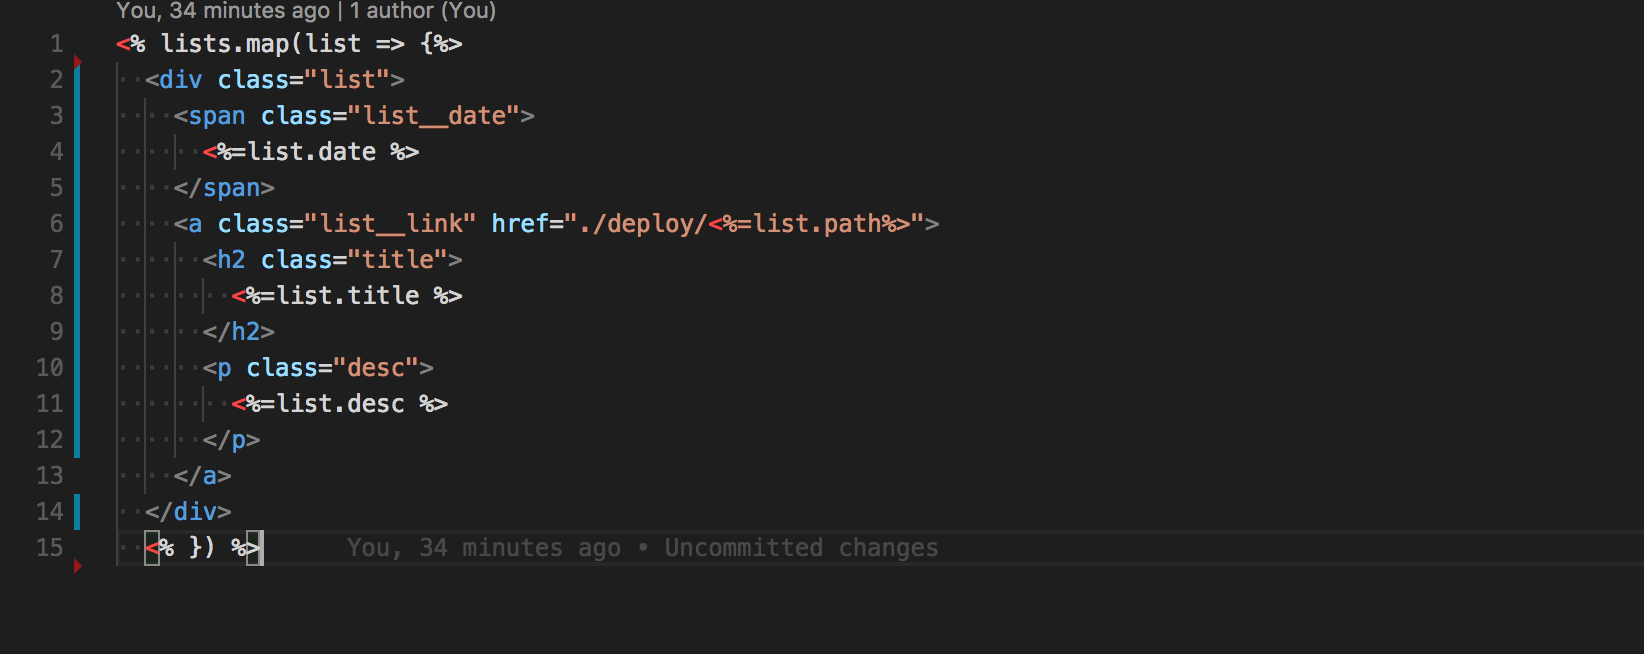 You, 34 minutes ago | 1 author (You)
1 <% lists.map(list => {%>
2   <div class="list">
3     <span class="list__date">
4       <%=list.date %>
5     </span>
6     <a class="list__link" href="./deploy/<%=list.path%>">
7       <h2 class="title">
8         <%=list.title %>
9       </h2>
10       <p class="desc">
11         <%=list.desc %>
12       </p>
13     </a>
14   </div>
15   <% }) %>      You, 34 minutes ago • Uncommitted changes